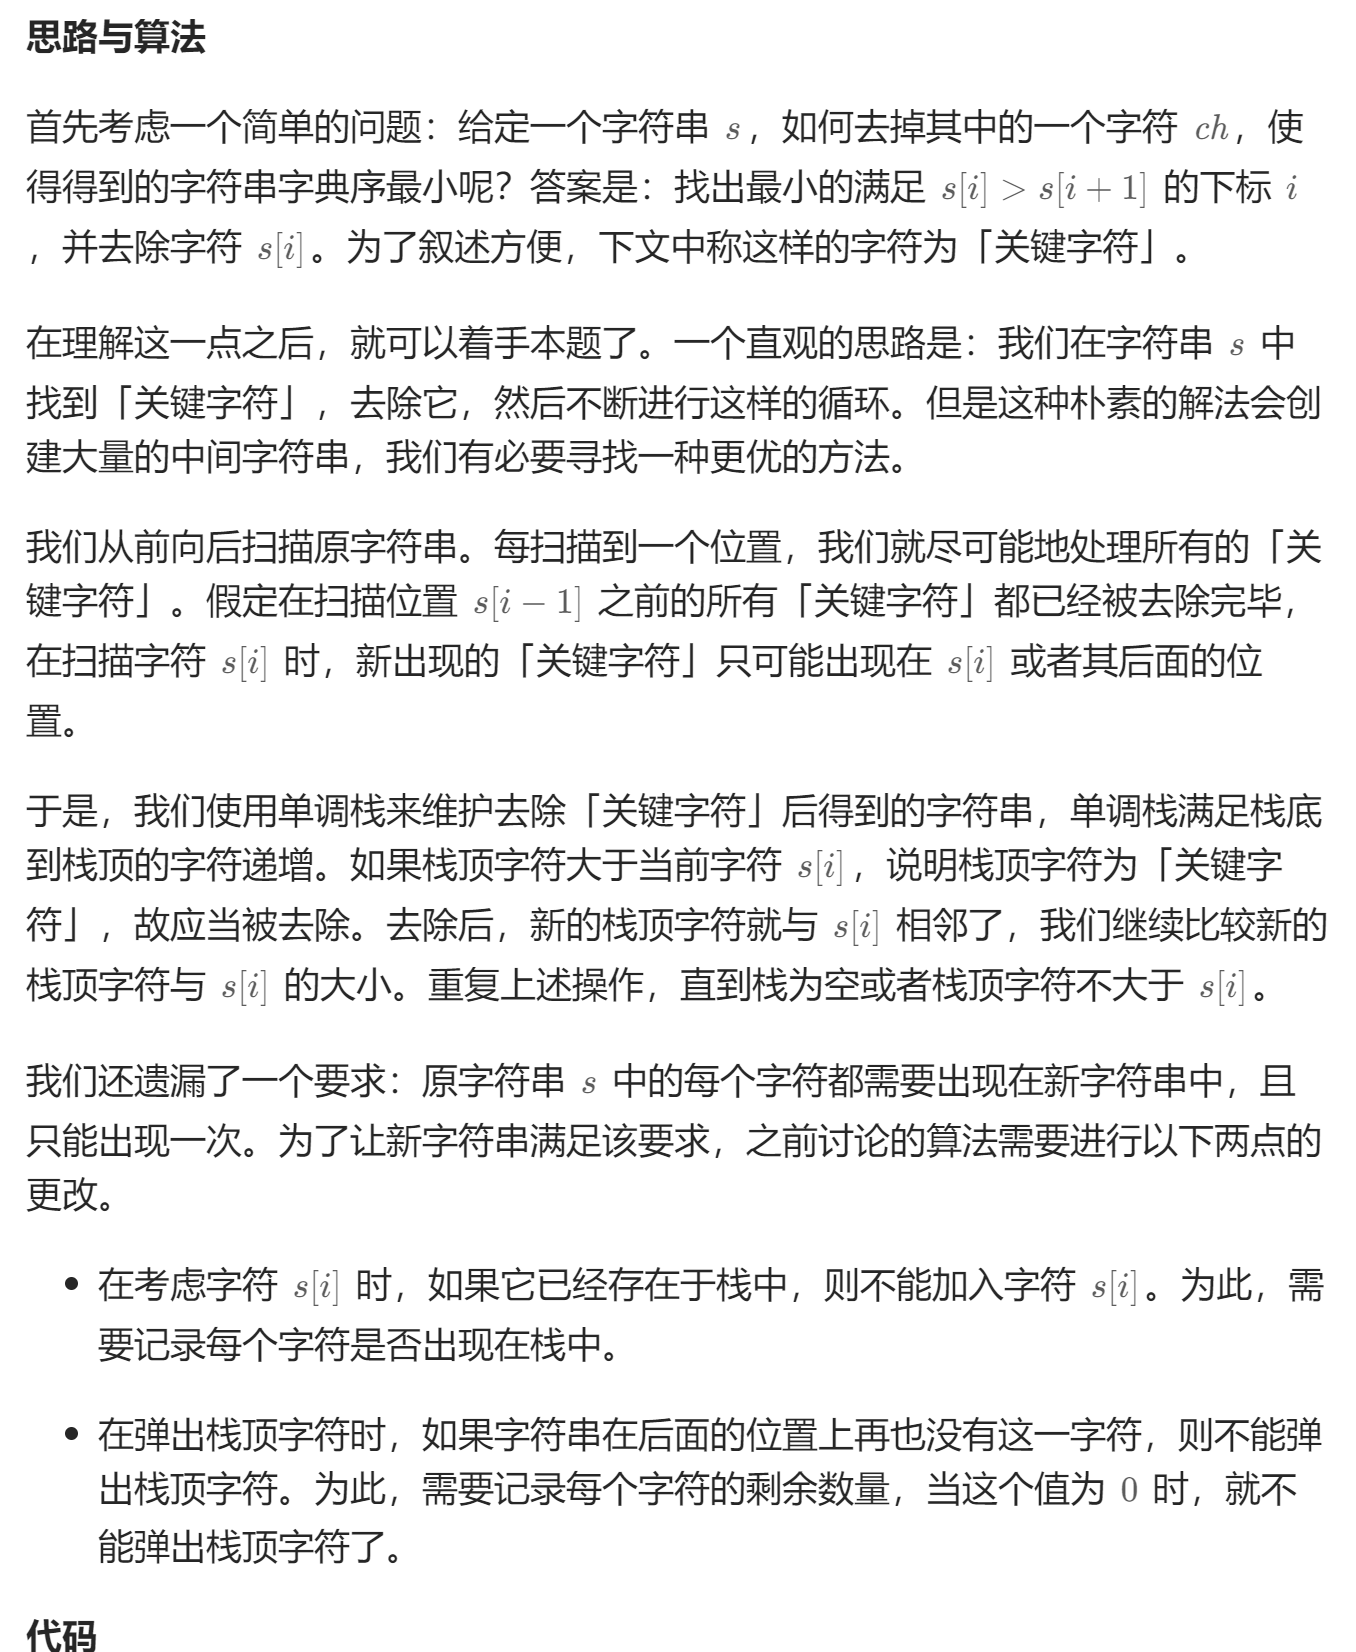 思路与算法
首先考虑一个简单的问题：给定一个字符串 s，如何去掉其中的一个字符 ch，使
得得到的字符串字典序最小呢？答案是：找出最小的满足 s[i] > s[i + 1] 的下标 i
，并去除字符 s[i]。为了叙述方便，下文中称这样的字符为「关键字符」。
在理解这一点之后，就可以着手本题了。一个直观的思路是：我们在字符串 s 中
找到「关键字符」，去除它，然后不断进行这样的循环。但是这种朴素的解法会创
建大量的中间字符串，我们有必要寻找一种更优的方法。
我们从前向后扫描原字符串。每扫描到一个位置，我们就尽可能地处理所有的「关
键字符」。假定在扫描位置 s[i − 1] 之前的所有「关键字符」都已经被去除完毕，
在扫描字符 s[i] 时，新出现的「关键字符」只可能出现在 s[i] 或者其后面的位
置。
于是，我们使用单调栈来维护去除「关键字符」后得到的字符串，单调栈满足栈底
到栈顶的字符递增。如果栈顶字符大于当前字符 s[i]，说明栈顶字符为「关键字
符」，故应当被去除。去除后，新的栈顶字符就与 s[i] 相邻了，我们继续比较新的
栈顶字符与 s[i] 的大小。重复上述操作，直到栈为空或者栈顶字符不大于 s[i]。
我们还遗漏了一个要求：原字符串 s 中的每个字符都需要出现在新字符串中，且
只能出现一次。为了让新字符串满足该要求，之前讨论的算法需要进行以下两点的
更改。
• 在考虑字符 s[i] 时，如果它已经存在于栈中，则不能加入字符 s[i]。为此，需
要记录每个字符是否出现在栈中。
• 在弹出栈顶字符时，如果字符串在后面的位置上再也没有这一字符，则不能弹
出栈顶字符。为此，需要记录每个字符的剩余数量，当这个值为 0 时，就不
能弹出栈顶字符了。
代码